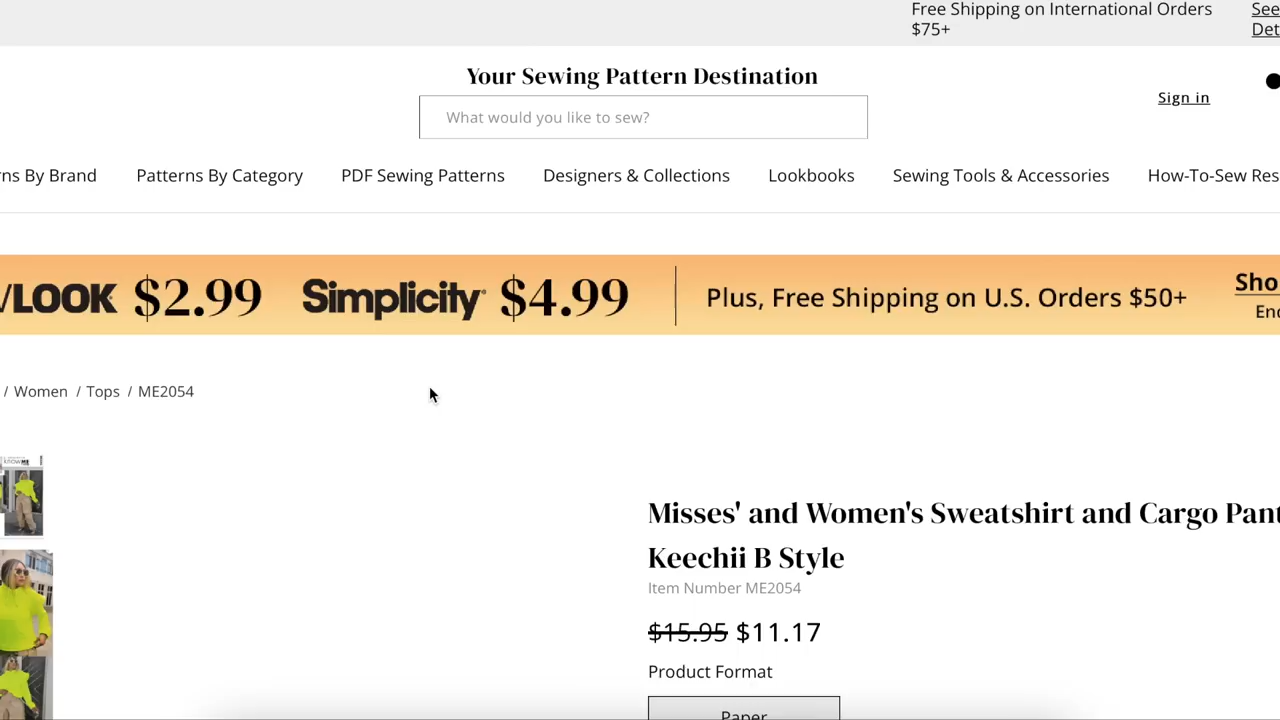 Free Shipping on International Orders
$75+
See
Det
Your Sewing Pattern Destination
What would you like to sew?
Sign in
rns By Brand
Patterns By Category
PDF Sewing Patterns
Designers & Collections
Lookbooks
Sewing Tools & Accessories
How-To-Sew Res
LOOK $2.99
Simplicity $4.99
Plus, Free Shipping on U.S. Orders $50+
Sho
End
/ Women / Tops / ME2054
KNOWME
Misses' and Women's Sweatshirt and Cargo Pant
Keechii B Style
Item Number ME2054
$15.95 $11.17
Product Format
Paper